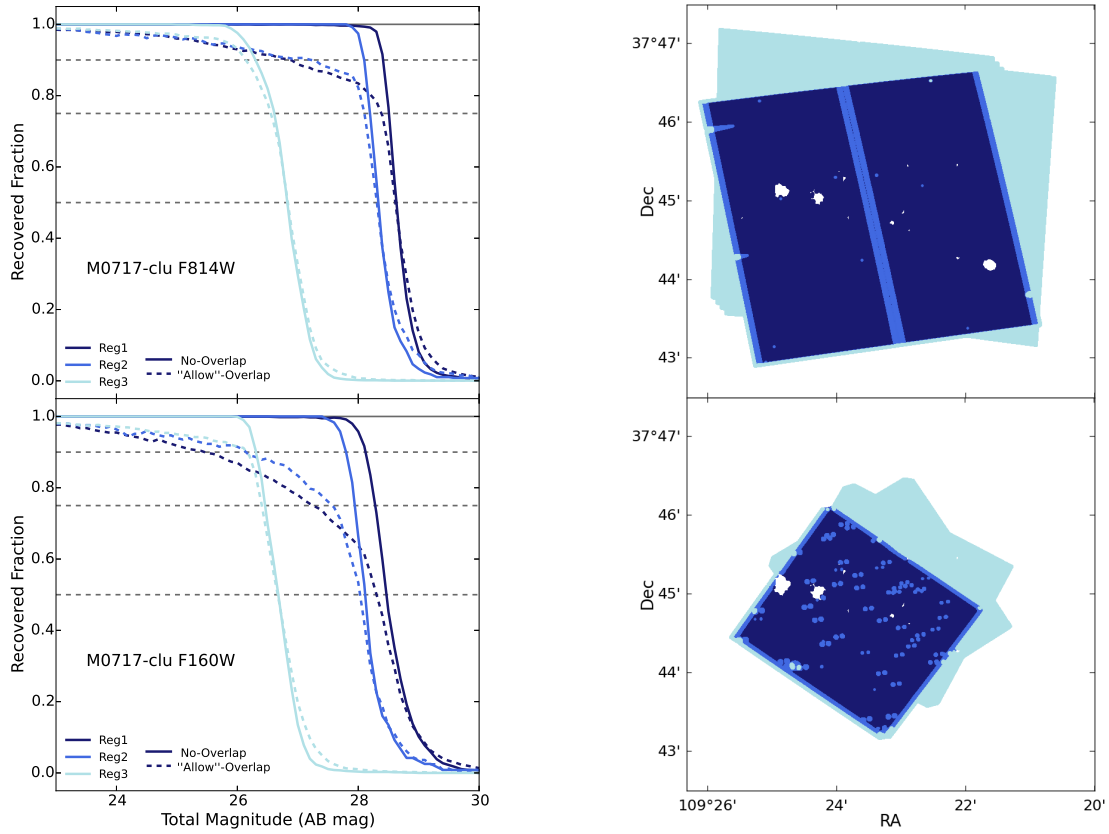 1.0
0.8
0.6
0.4
0.2
0.0
Recovered Fraction
M0717-clu F814W
Reg1
Reg2
Reg3
No-Overlap
"Allow"-Overlap
37°47'
46'
45'
44'
43'
Dec
1.0
0.8
0.6
0.4
0.2
0.0
Recovered Fraction
M0717-clu F160W
Reg1
Reg2
Reg3
No-Overlap
"Allow"-Overlap
24
26
28
30
Total Magnitude (AB mag)
37°47'
46'
45'
44'
43'
Dec
109°26'
24'
22'
20'
RA